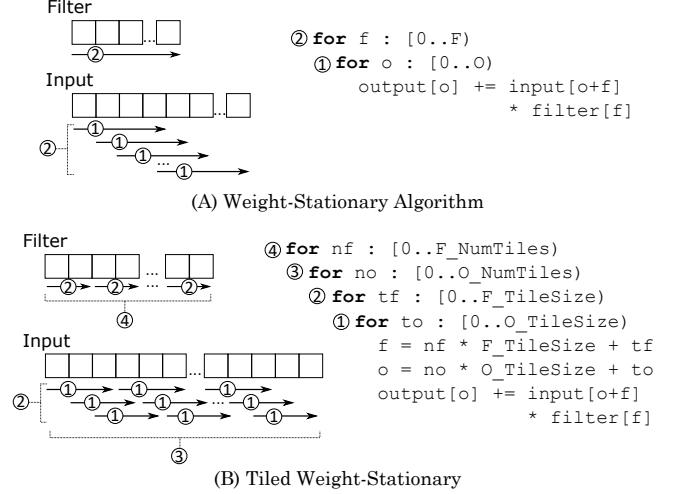 Filter
...
②
② for f : [0..F)
① for o : [0..O)
output[o] += input[o+f]
* filter[f]
Input
...
①
①
②
①
...
①
(A) Weight-Stationary Algorithm
Filter
...
② ② ... ②
④
④ for nf : [0..F_NumTiles)
③ for no : [0..O_NumTiles)
② for tf : [0..F_TileSize)
① for to : [0..O_TileSize)
f = nf * F_TileSize + tf
o = no * O_TileSize + to
output[o] += input[o+f]
* filter[f]
Input
...
① ①
② ① ① ... ①
① ① ①
③
(B) Tiled Weight-Stationary